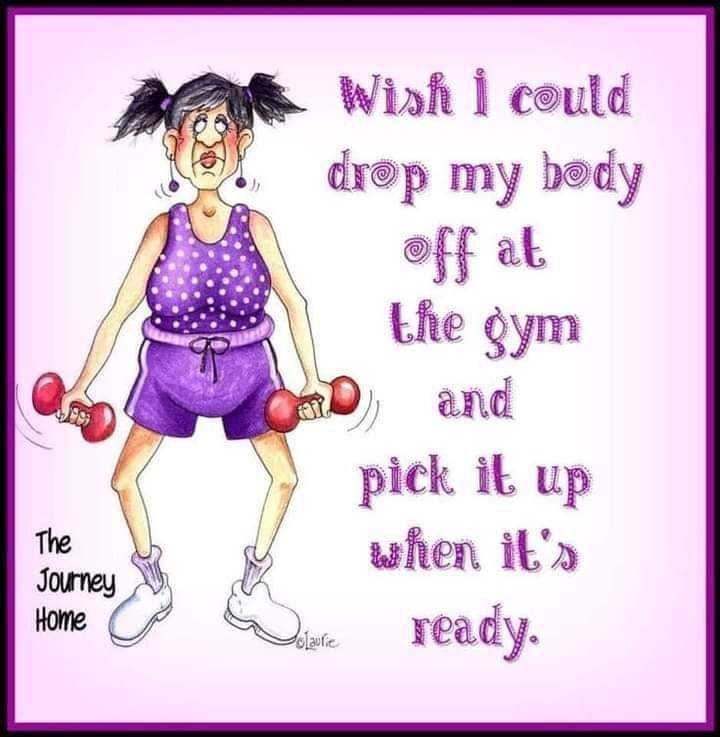 Wish i could
drop my body
off at
the gym
and
pick it up
when it's
ready.
The
Journey
Home
©Laurie